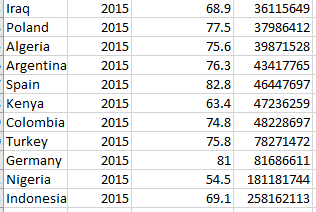 Iraq 2015 68.9 36115649
Poland 2015 77.5 37986412
Algeria 2015 75.6 39871528
Argentina 2015 76.3 43417765
Spain 2015 82.8 46447697
Kenya 2015 63.4 47236259
Colombia 2015 74.8 48228697
Turkey 2015 75.8 78271472
Germany 2015 81 81686611
Nigeria 2015 54.5 181181744
Indonesia 2015 69.1 258162113